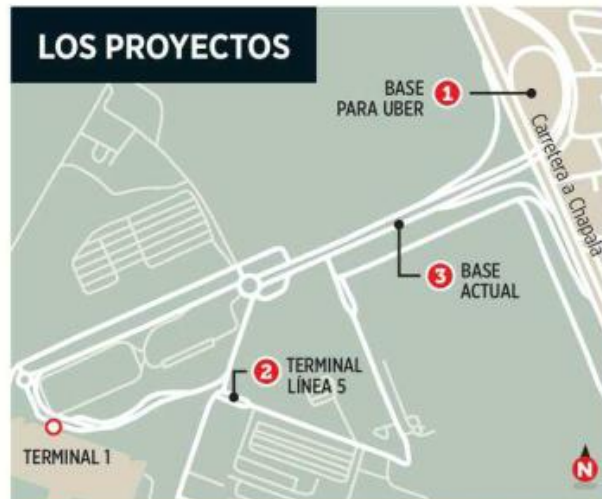 LOS PROYECTOS
BASE
PARA UBER
1
Carretera a Chapala
3
BASE
ACTUAL
2
TERMINAL
LÍNEA 5
TERMINAL 1
N